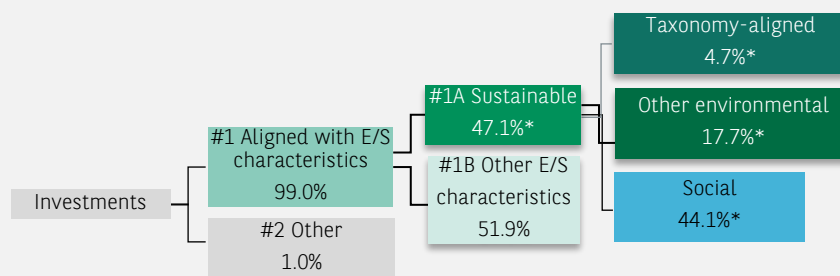 Investments
#1 Aligned with E/S
characteristics
99.0%
#2 Other
1.0%
#1A Sustainable
47.1%*
#1B Other E/S
characteristics
51.9%
Taxonomy-aligned
4.7%*
Other environmental
17.7%*
Social
44.1%*